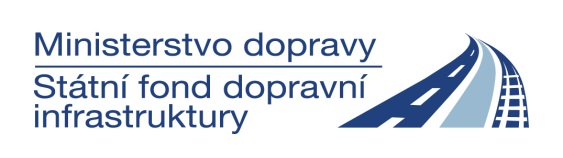 Ministerstvo dopravy
Státní fond dopravní
infrastruktury